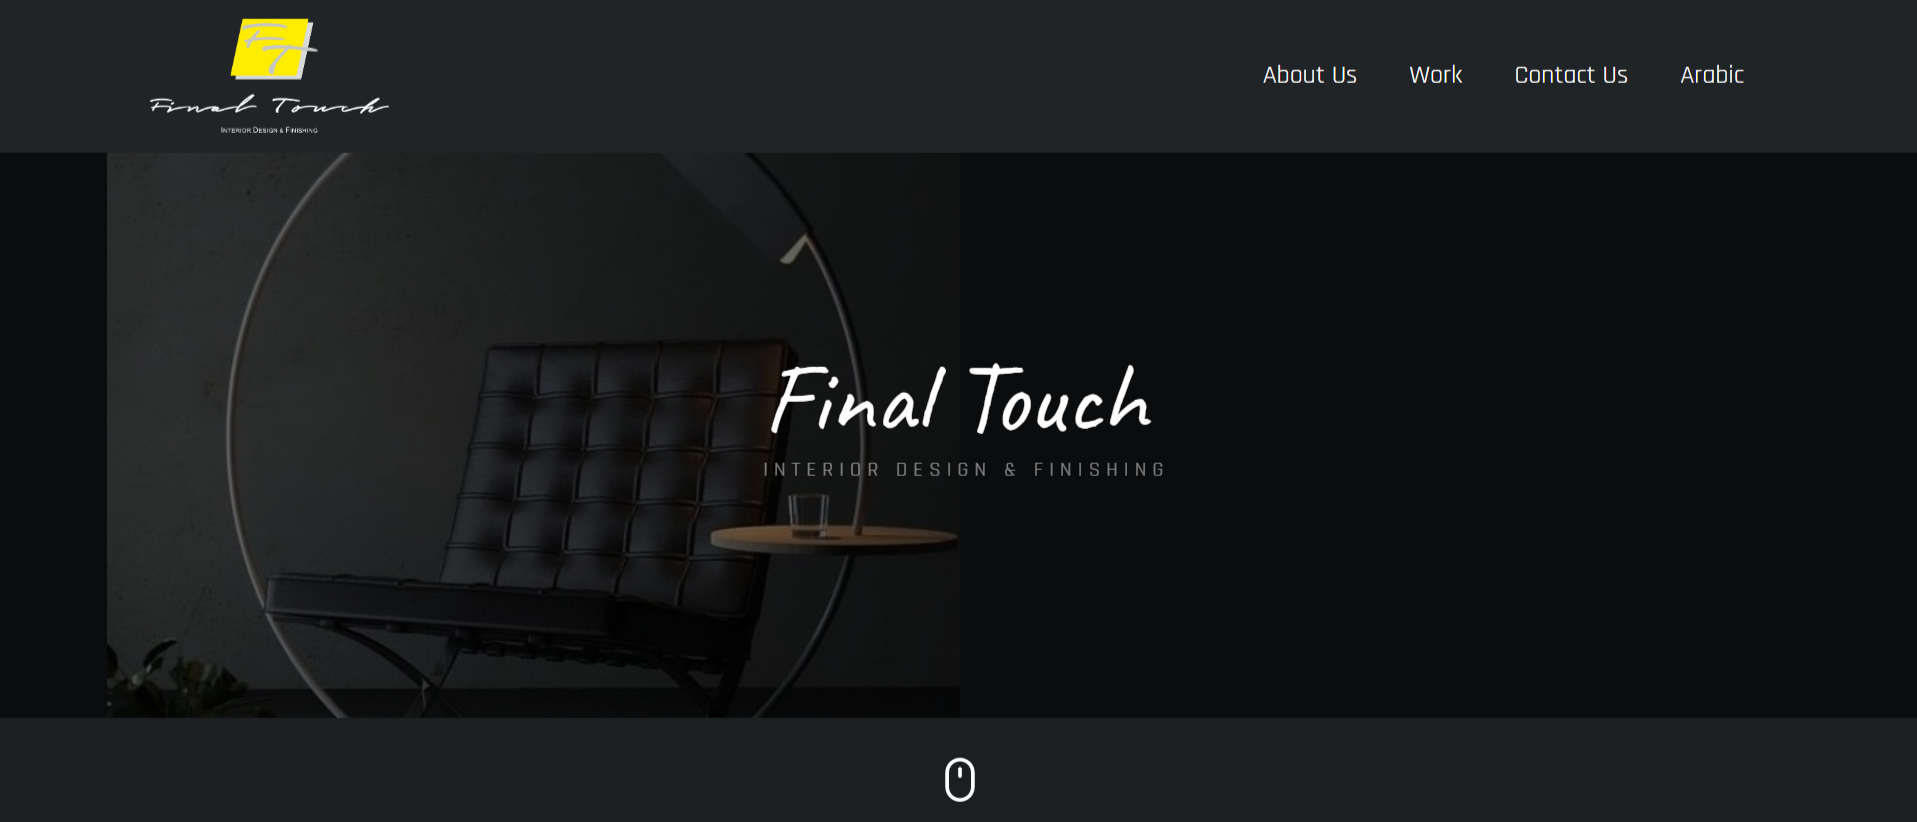 FT
Final Touch
INTERIOR DESIGN & FINISHING
About Us Work Contact Us Arabic
Final Touch
INTERIOR DESIGN & FINISHING